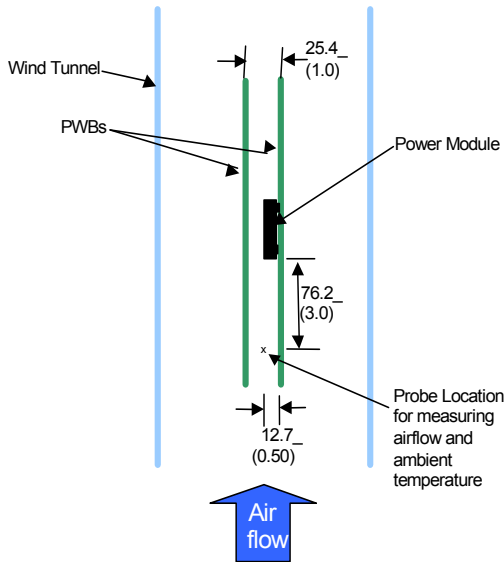 25.4_
(1.0)
Wind Tunnel
PWBs
Power Module
76.2_
(3.0)
x
Probe Location
for measuring
airflow and
ambient
temperature
12.7_
(0.50)
Air
flow